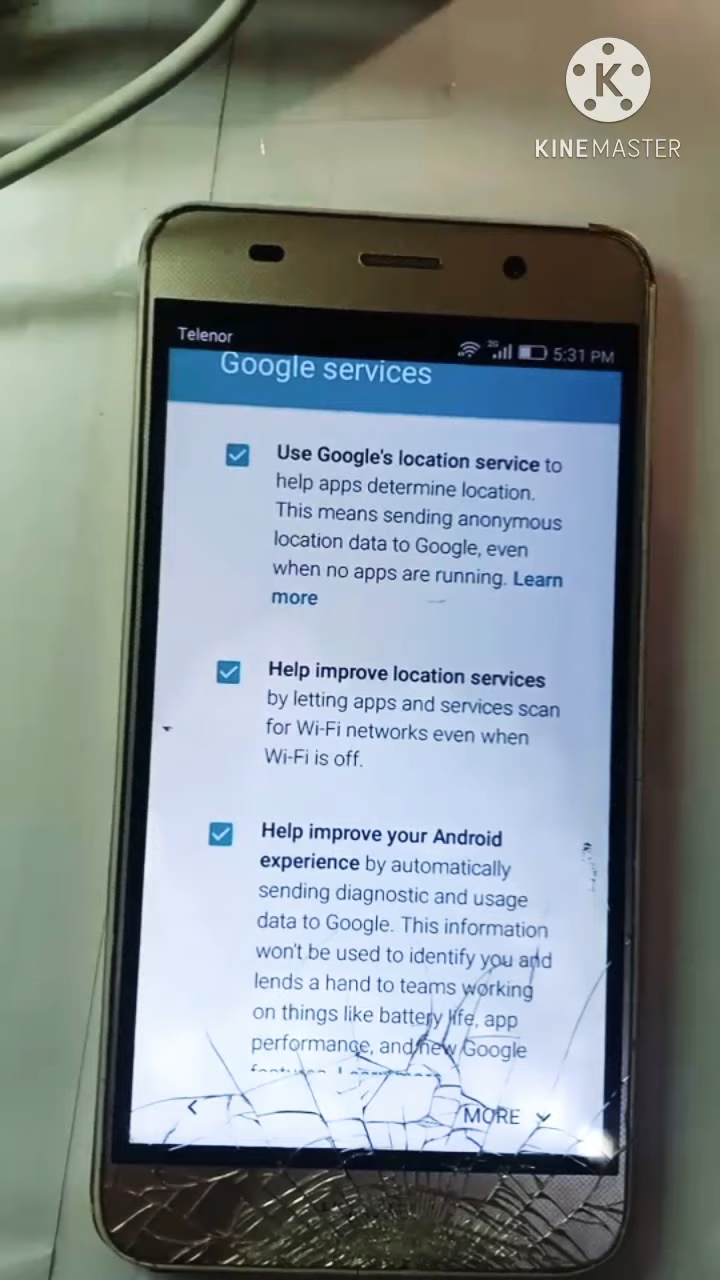 K
KINEMASTER
Telenor
2G
5:31 PM
Google services
Use Google's location service to
help apps determine location.
This means sending anonymous
location data to Google, even
when no apps are running. Learn
more
Help improve location services
by letting apps and services scan
for Wi-Fi networks even when
Wi-Fi is off.
Help improve your Android
experience by automatically
sending diagnostic and usage
data to Google. This information
won't be used to identify you and
lends a hand to teams working
on things like battery life, app
performance, and new Google
MORE